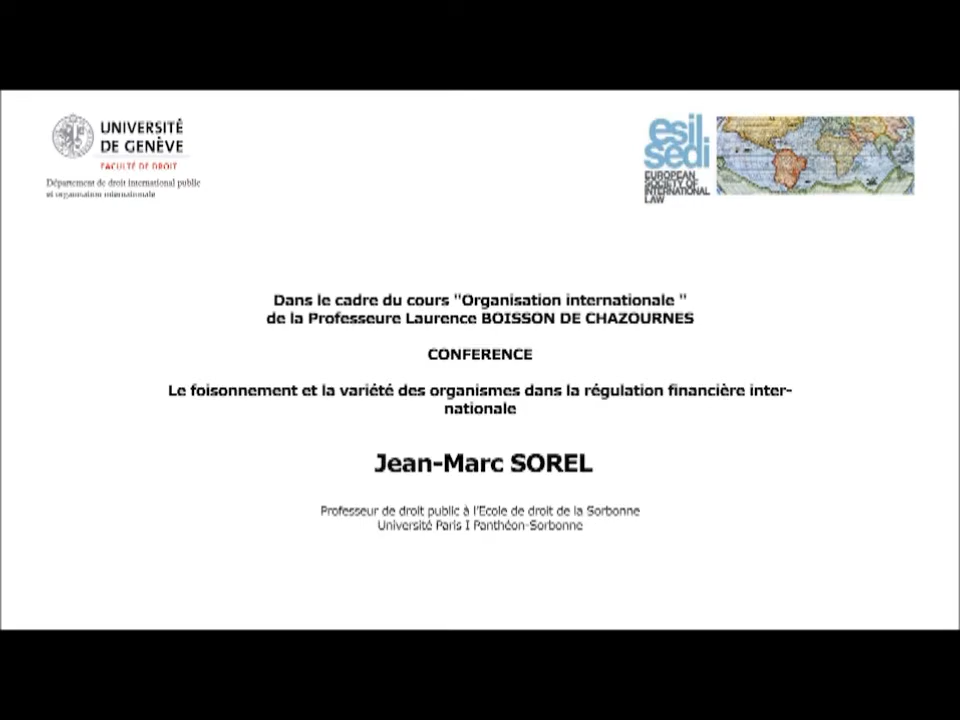 UNIVERSITÉ
DE GENÈVE
FACULTÉ DE DROIT
Département de droit international public
et organisation internationale
esil
sedi
EUROPEAN
SOCIETY OF
INTERNATIONAL
LAW
Dans le cadre du cours "Organisation internationale "
de la Professeure Laurence BOISSON DE CHAZOURNES
CONFERENCE
Le foisonnement et la variété des organismes dans la régulation financière inter-
nationale
Jean-Marc SOREL
Professeur de droit public à l'Ecole de droit de la Sorbonne
Université Paris I Panthéon-Sorbonne